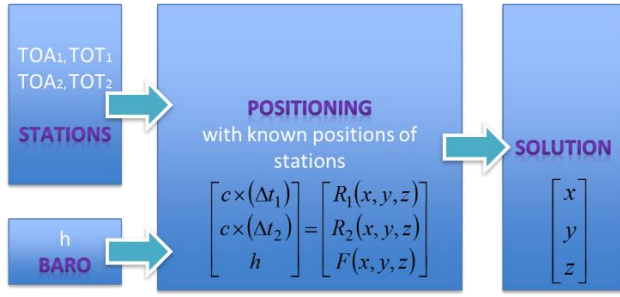 TOA₁,TOT₁
TOA₂,TOT₂
STATIONS
h
BARO
POSITIONING
with known positions of
stations
[c×(Δt₁)] [R₁(x,y,z)]
[c×(Δt₂)]=[R₂(x,y,z)]
[h] [F(x,y,z)]
SOLUTION
[x]
[y]
[z]